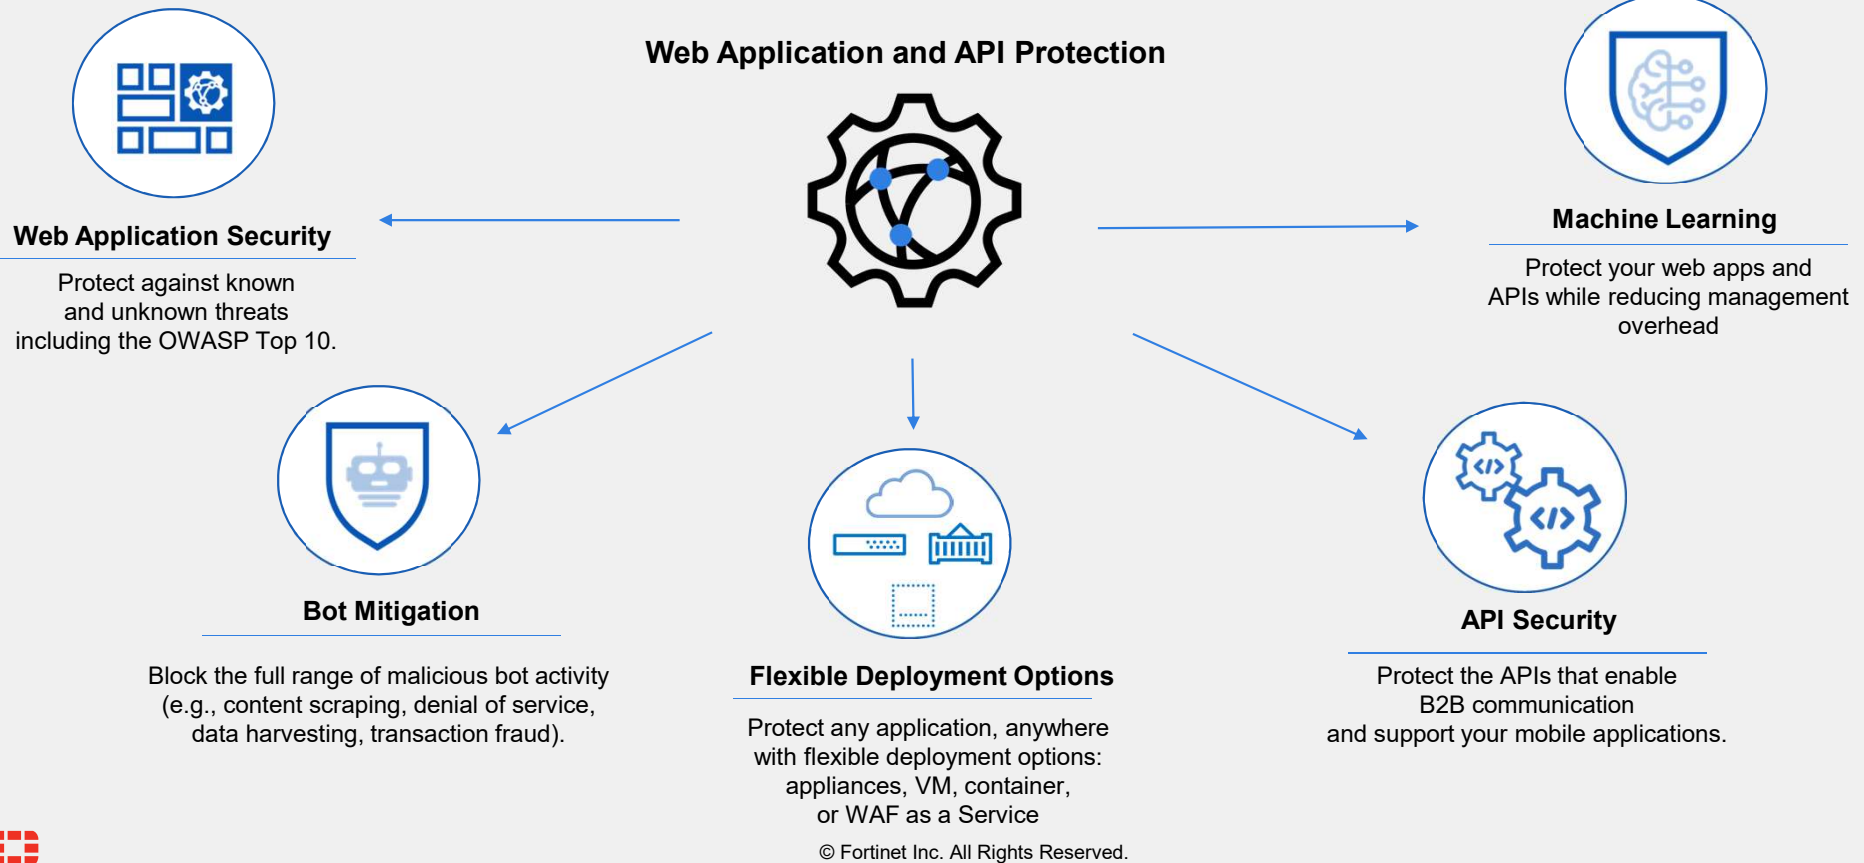 Web Application and API Protection
Web Application Security
Protect against known
and unknown threats
including the OWASP Top 10.
Machine Learning
Protect your web apps and
APIs while reducing management
overhead
Bot Mitigation
Block the full range of malicious bot activity
(e.g., content scraping, denial of service,
data harvesting, transaction fraud).
Flexible Deployment Options
Protect any application, anywhere
with flexible deployment options:
appliances, VM, container,
or WAF as a Service
</>
</>
API Security
Protect the APIs that enable
B2B communication
and support your mobile applications.
© Fortinet Inc. All Rights Reserved.